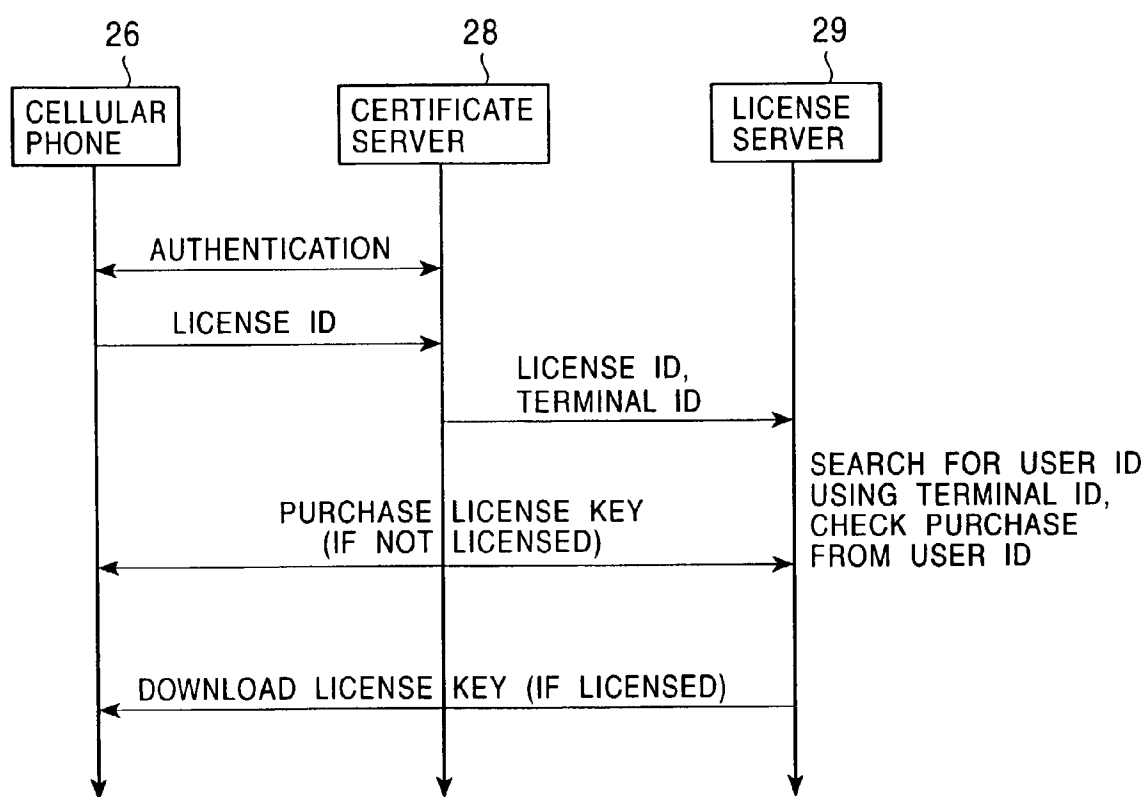 26
28
29
CELLULAR
PHONE
CERTIFICATE
SERVER
LICENSE
SERVER
AUTHENTICATION
LICENSE ID
LICENSE ID,
TERMINAL ID
SEARCH FOR USER ID
USING TERMINAL ID,
CHECK PURCHASE
FROM USER ID
PURCHASE LICENSE KEY
(IF NOT LICENSED)
DOWNLOAD LICENSE KEY (IF LICENSED)